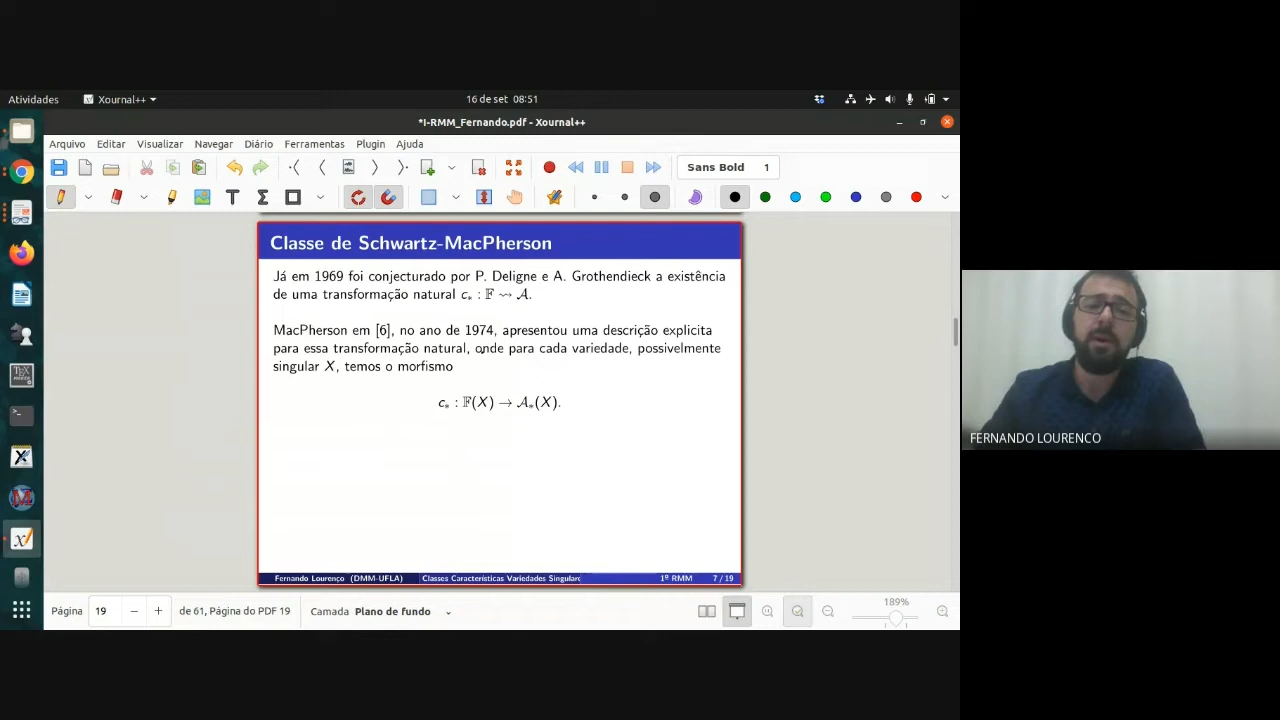 Atividades Xournal++ 16 de set 08:51
*I-RMM_Fernando.pdf - Xournal++
Arquivo Editar Visualizar Navegar Diário Ferramentas Plugin Ajuda
Sans Bold 1
Classe de Schwartz-MacPherson
Já em 1969 foi conjecturado por P. Deligne e A. Grothendieck a existência
de uma transformação natural c∗ : 𝔽 ⇝ 𝒜.
MacPherson em [6], no ano de 1974, apresentou uma descrição explicita
para essa transformação natural, onde para cada variedade, possivelmente
singular X, temos o morfismo
c∗ : 𝔽(X) → 𝒜∗(X).
FERNANDO LOURENCO
Fernando Lourenço (DMM-UFLA) Classes Características Variedades Singulare 1º RMM 7 / 19
Página 19 de 61, Página do PDF 19 Camada Plano de fundo 189%